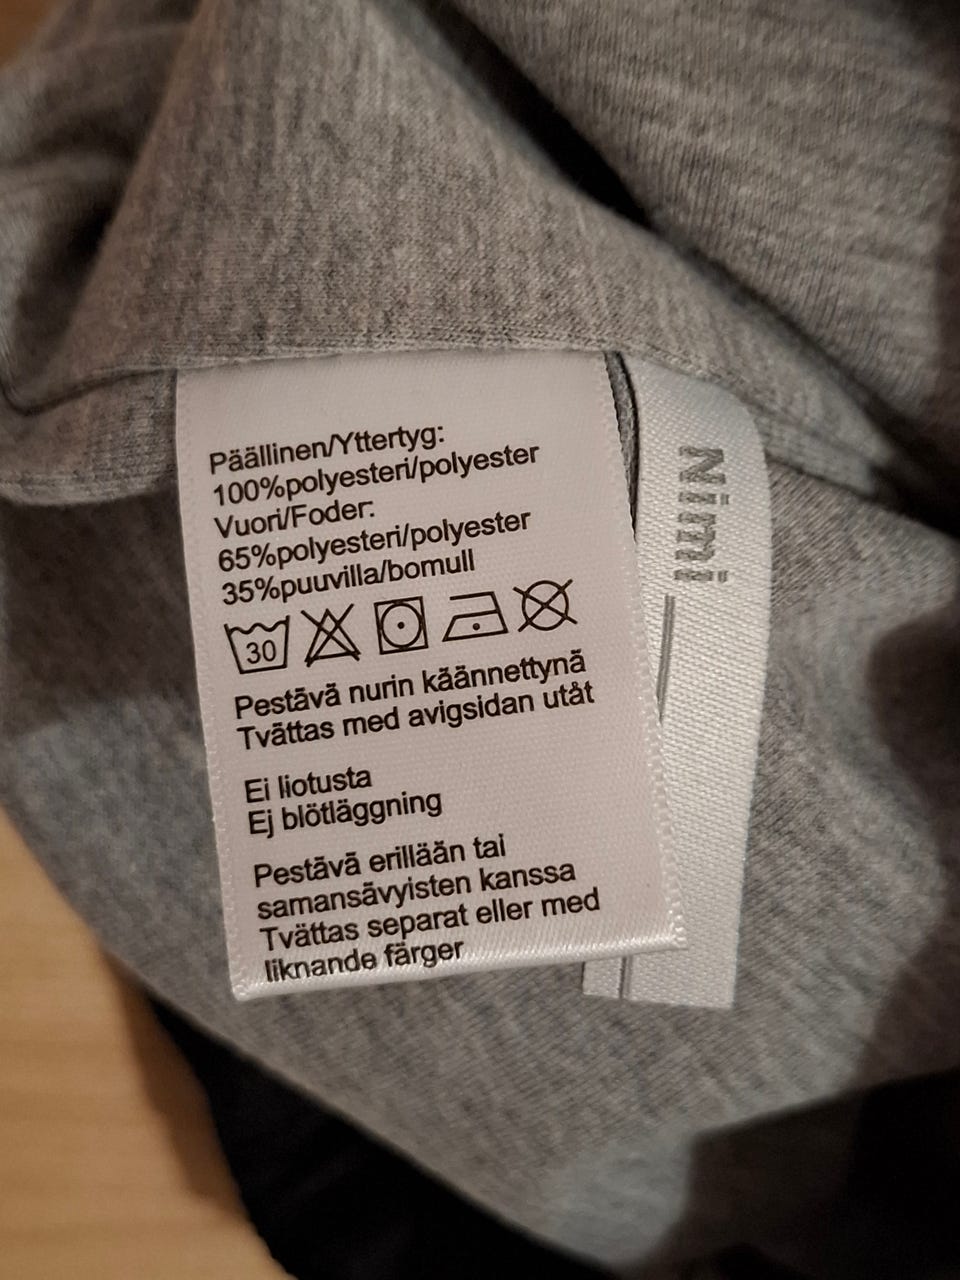 Päällinen/Yttertyg:
100%polyesteri/polyester
Vuori/Foder:
65%polyesteri/polyester
35%puuvilla/bomull
30
Pestävä nurin käännettynä
Tvättas med avigsidan utåt
Ei liotusta
Ej blötläggning
Pestävä erillään tai
samansävyisten kanssa
Tvättas separat eller med
liknande färger
Nimi